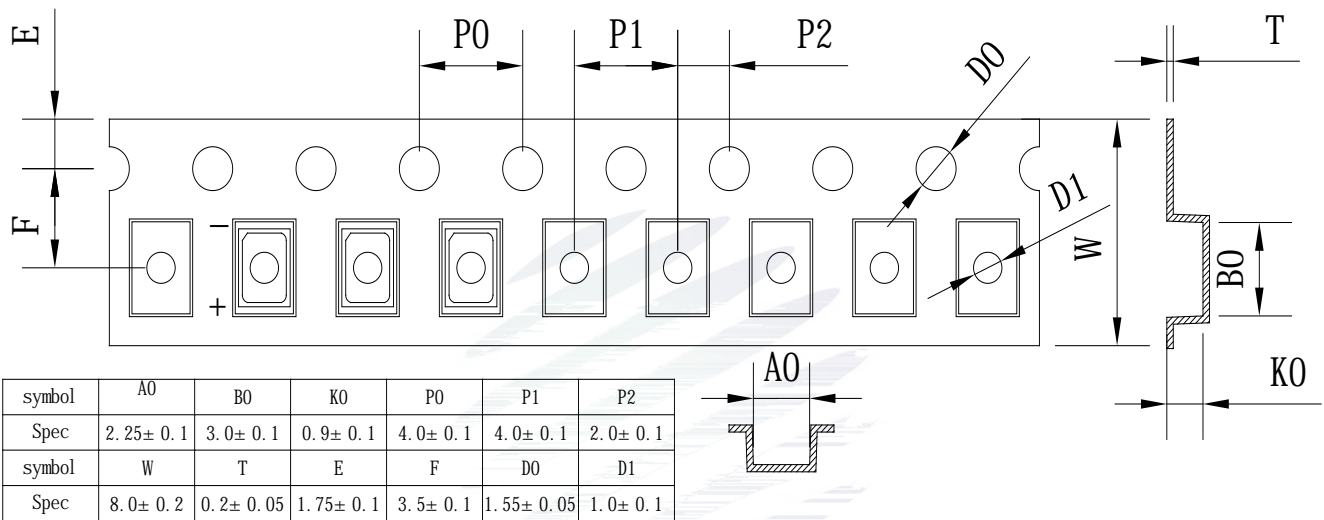 E
P0
P1
P2
D0
T
F
D1
W
B0
−
+
A0
K0
symbol A0 B0 K0 P0 P1 P2
Spec 2.25± 0.1 3.0± 0.1 0.9± 0.1 4.0± 0.1 4.0± 0.1 2.0± 0.1
symbol W T E F D0 D1
Spec 8.0± 0.2 0.2± 0.05 1.75± 0.1 3.5± 0.1 1.55± 0.05 1.0± 0.1